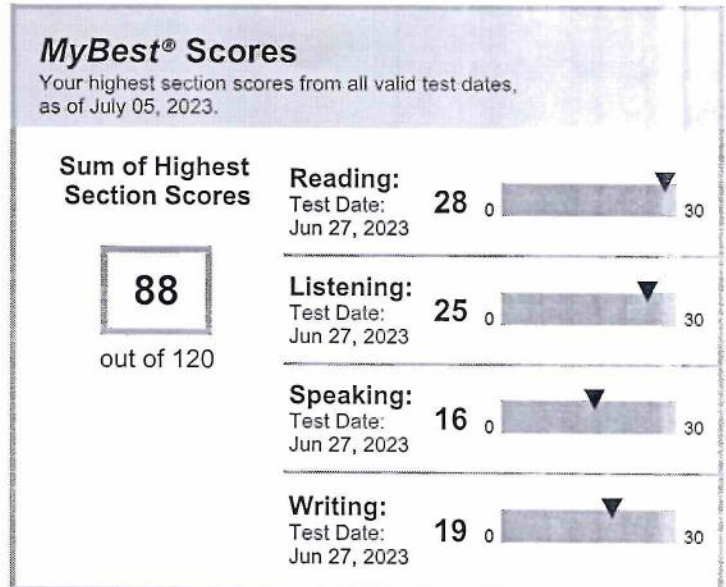 MyBest® Scores
Your highest section scores from all valid test dates,
as of July 05, 2023.
Sum of Highest
Section Scores
88
out of 120
Reading:
Test Date:
Jun 27, 2023
28
0
30
Listening:
Test Date:
Jun 27, 2023
25
0
30
Speaking:
Test Date:
Jun 27, 2023
16
0
30
Writing:
Test Date:
Jun 27, 2023
19
0
30